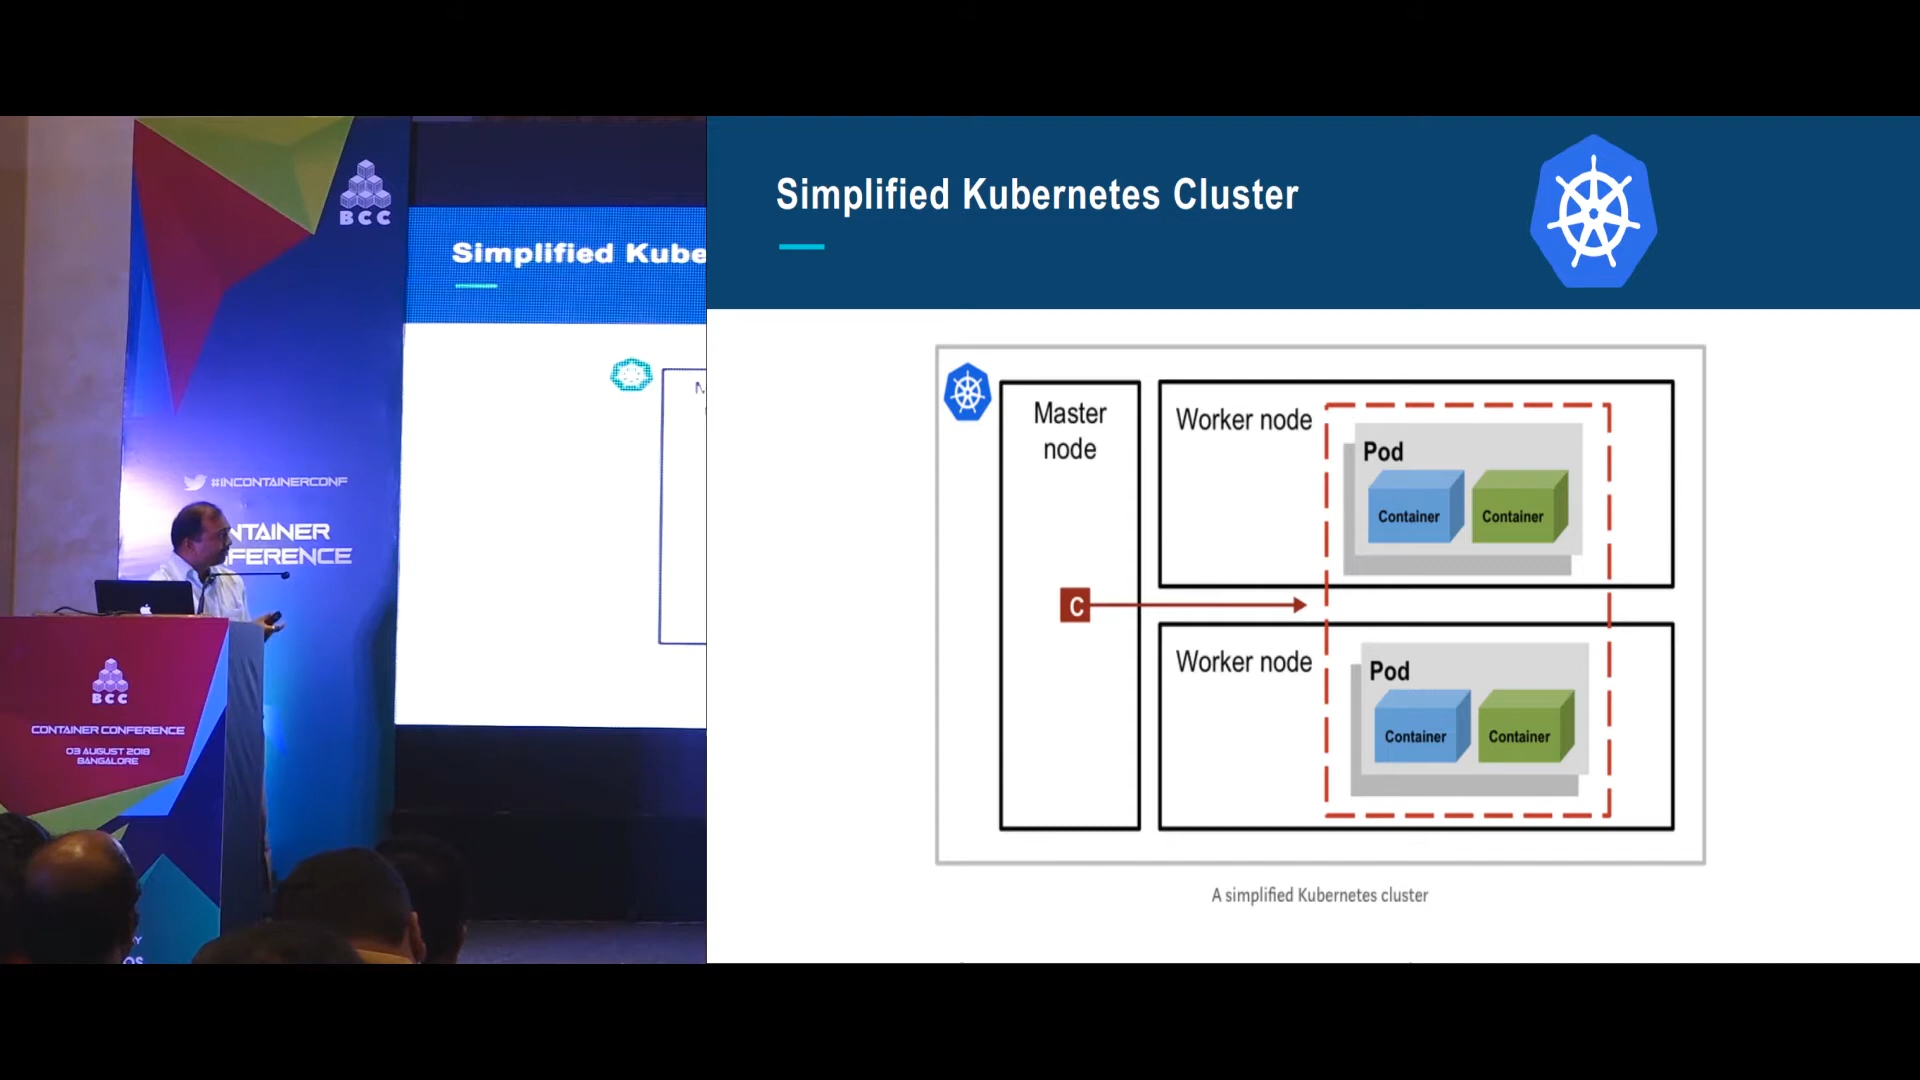 BCC
Simplified Kube
#INCONTAINERCONF
NTAINER
FERENCE
BCC
CONTAINER CONFERENCE
03 AUGUST 2018
BANGALORE
Simplified Kubernetes Cluster
Master
node
C
Worker node
Pod
Container
Container
Worker node
Pod
Container
Container
A simplified Kubernetes cluster